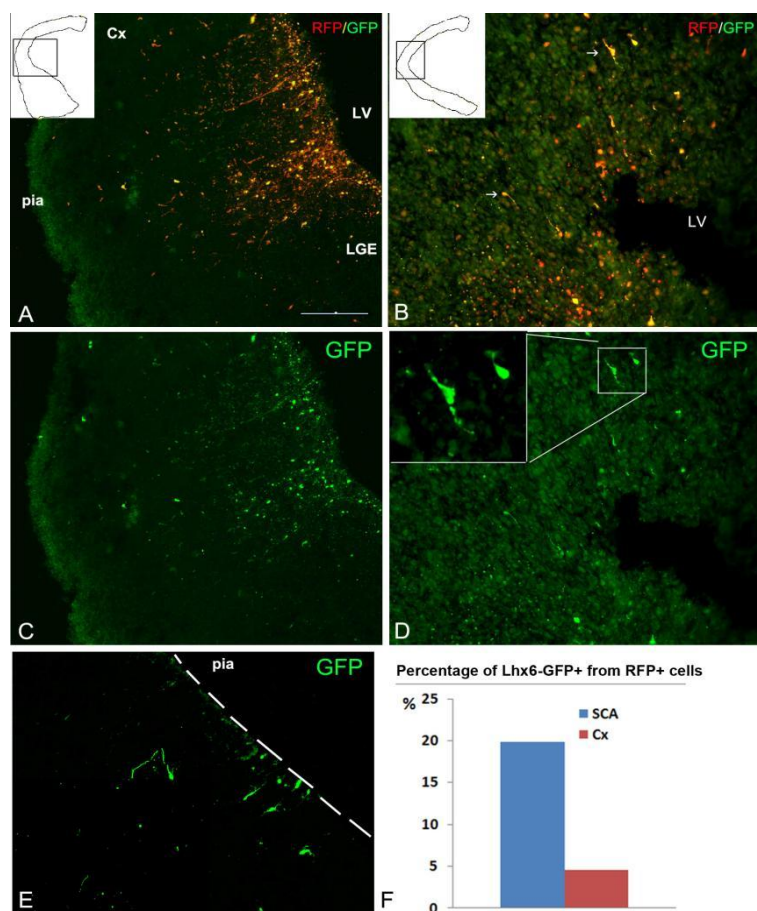 Cx
RFP/GFP
LV
pia
LGE
A
RFP/GFP
LV
B
GFP
C
GFP
D
pia
GFP
E
Percentage of Lhx6-GFP+ from RFP+ cells
%
25
20
15
10
5
0
SCA
Cx
F